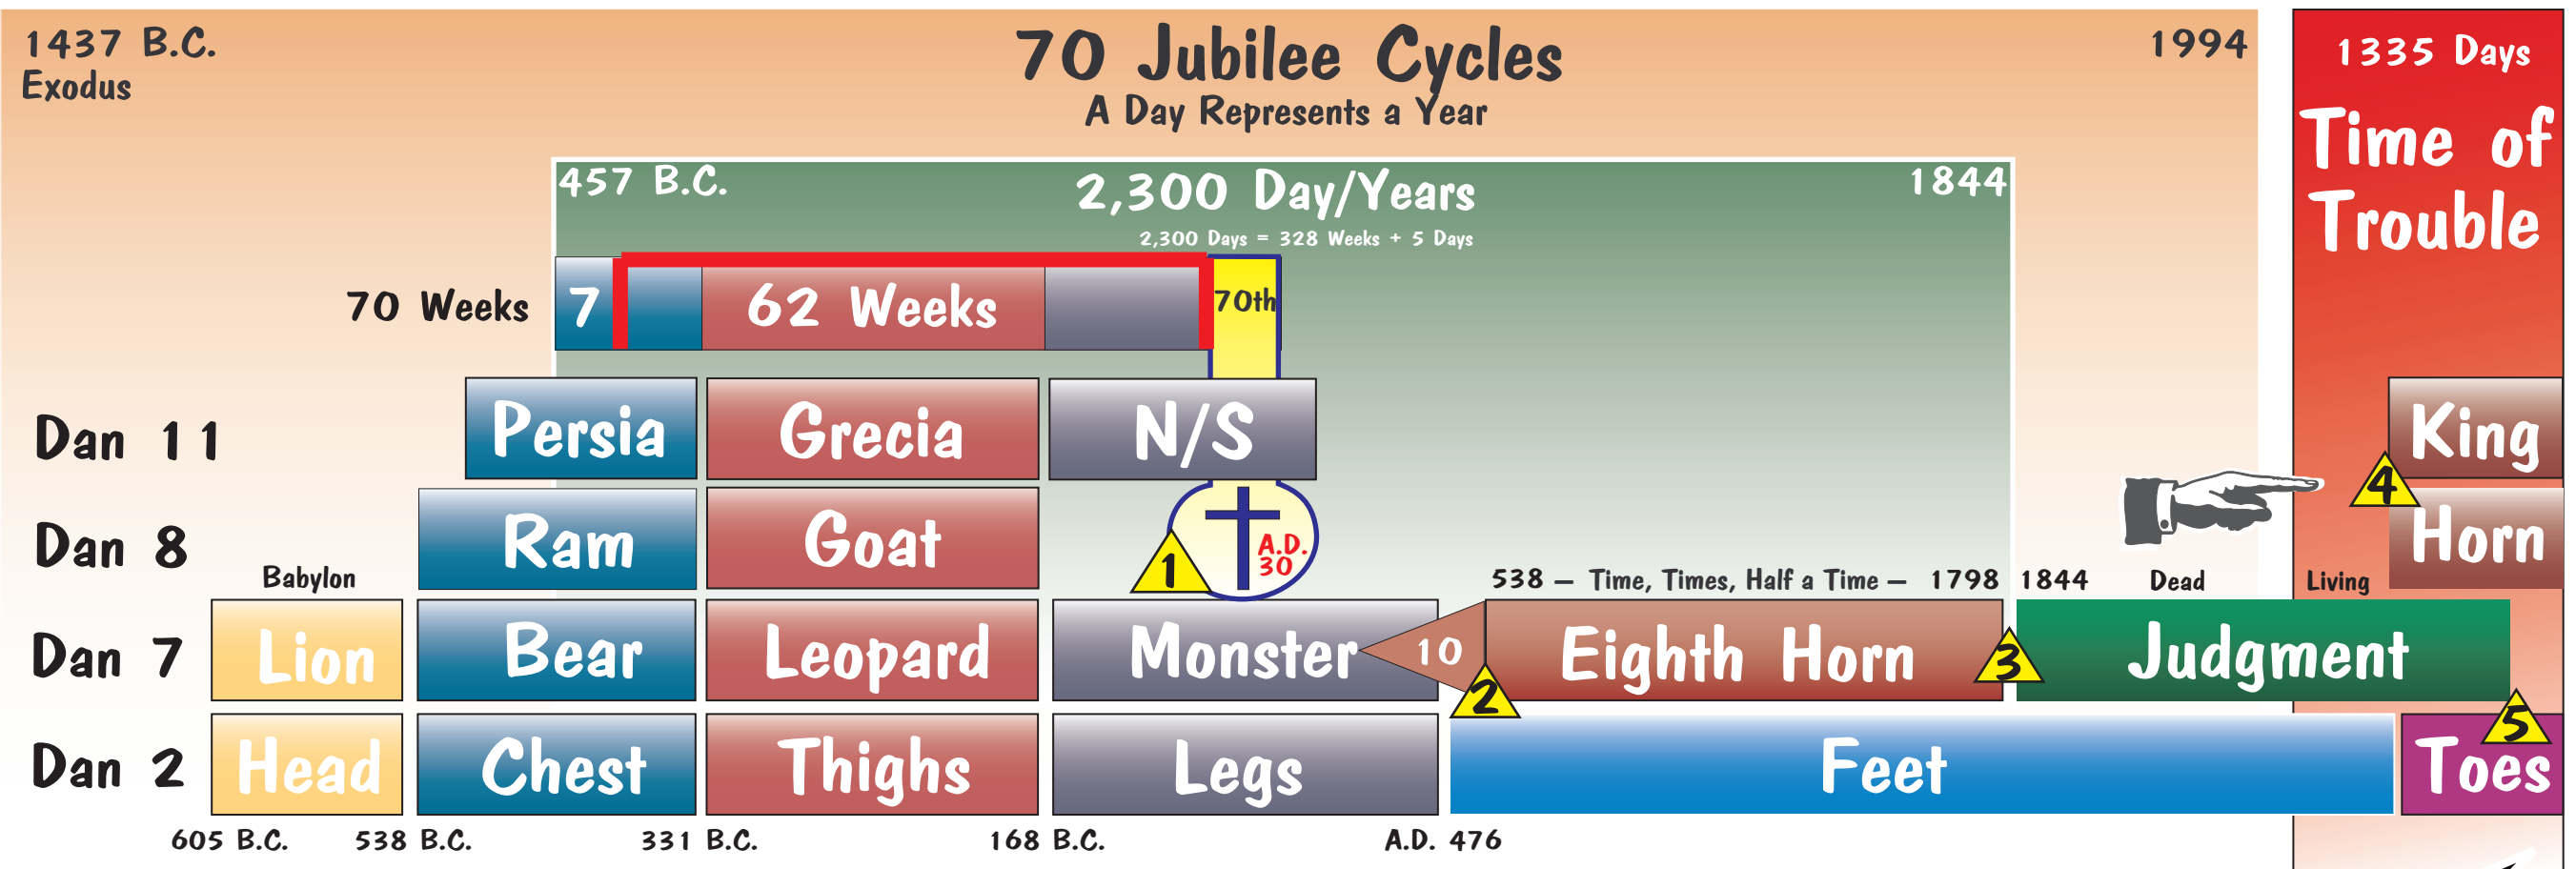 1437 B.C.
Exodus
70 Jubilee Cycles
A Day Represents a Year
1994
1335 Days
Time of
Trouble
457 B.C.
2,300 Day/Years
1844
2,300 Days = 328 Weeks + 5 Days
70 Weeks
7
62 Weeks
70th
Dan 11
Persia
Grecia
N/S
King
4
Dan 8
Ram
Goat
1
A.D.
30
Horn
Babylon
538 – Time, Times, Half a Time – 1798
1844
Dead
Living
Dan 7
Lion
Bear
Leopard
Monster
10
2
Eighth Horn
3
Judgment
Dan 2
Head
Chest
Thighs
Legs
Feet
5
Toes
605 B.C.
538 B.C.
331 B.C.
168 B.C.
A.D. 476